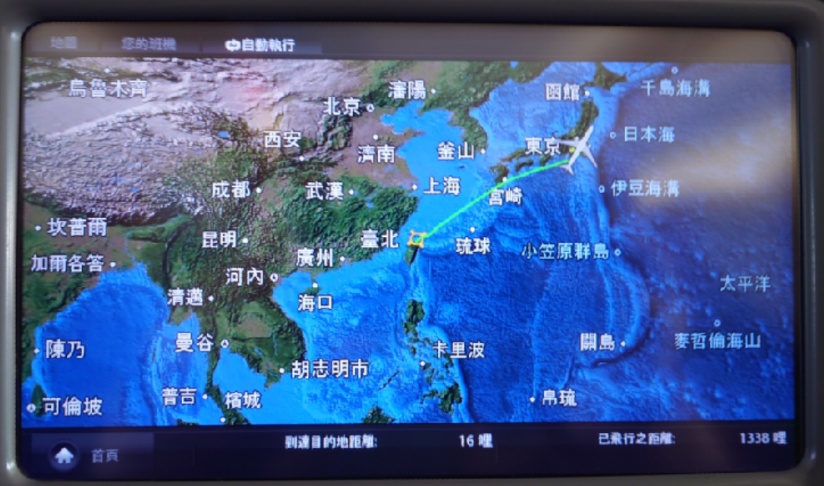 地圖 您的班機 自動執行
烏魯木齊
瀋陽
函館
千島海溝
北京
西安
濟南
釜山
東京
日本海
成都
武漢
上海
宮崎
伊豆海溝
坎普爾
昆明
臺北
琉球
小笠原群島
加爾各答
廣州
河內
太平洋
清邁
海口
陳乃
曼谷
卡里波
關島
麥哲倫海山
胡志明市
可倫坡
普吉
檳城
帛琉
首頁 到達目的地距離: 16 哩 已飛行之距離: 1338 哩